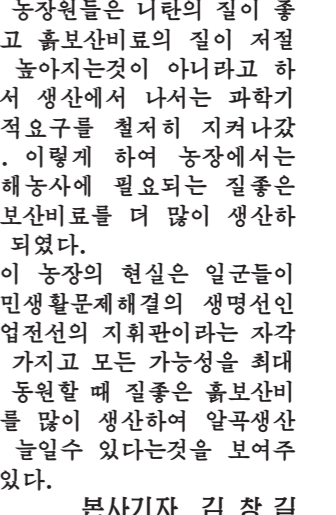 농장원들은 니탄의 질이 좋
고 흙보산비료의 질이 저절
높아지는것이 아니라고 하
서 생산에서 나서는 과학기
적요구를 철저히 지켜나갔
. 이렇게 하여 농장에서는
해농사에 필요되는 질좋은
보산비료를 더 많이 생산하
되였다.
이 농장의 현실은 일군들이
민생활문제해결의 생명선인
업전선의 지휘관이라는 자각
가지고 모든 가능성을 최대
동원할 때 질좋은 흙보산비
를 많이 생산하여 알곡생산
늘일수 있다는것을 보여주
있다.
본사기자 김 창 길